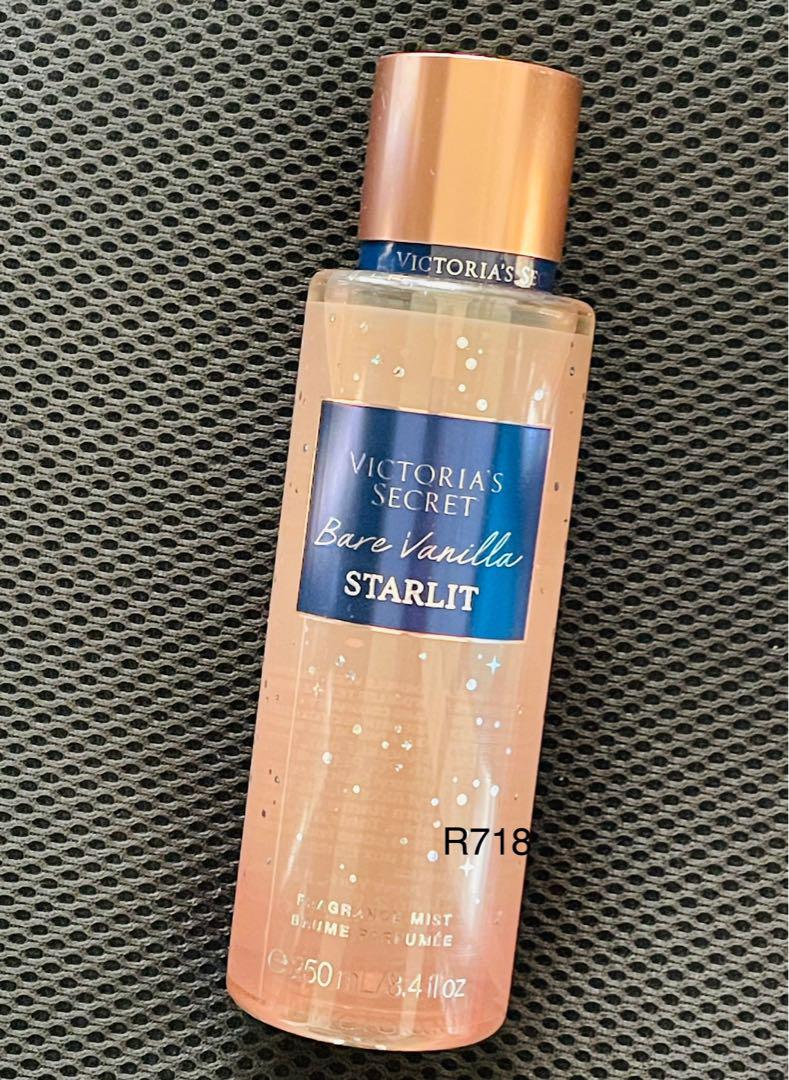 VICTORIA'S SE
VICTORIA'S
SECRET
Bare Vanilla
STARLIT
R718
FRAGRANCE MIST
BRUME PARFUMÉE
℮ 250 mL/8.4 fl oz